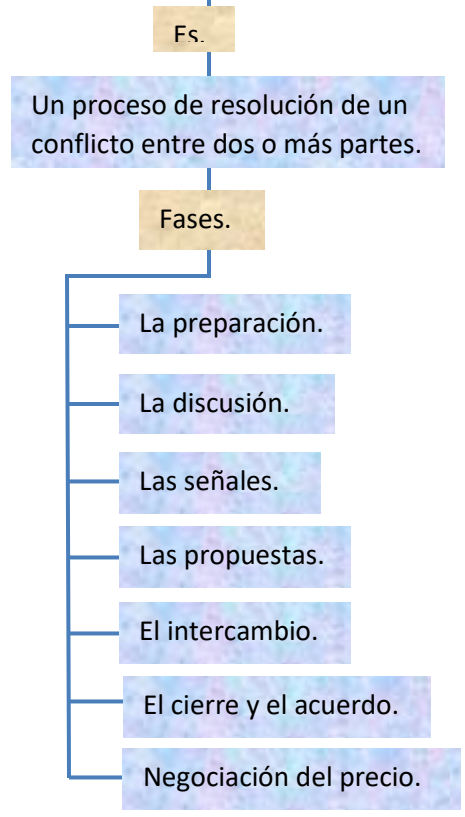 Es.
Un proceso de resolución de un
conflicto entre dos o más partes.
Fases.
La preparación.
La discusión.
Las señales.
Las propuestas.
El intercambio.
El cierre y el acuerdo.
Negociación del precio.